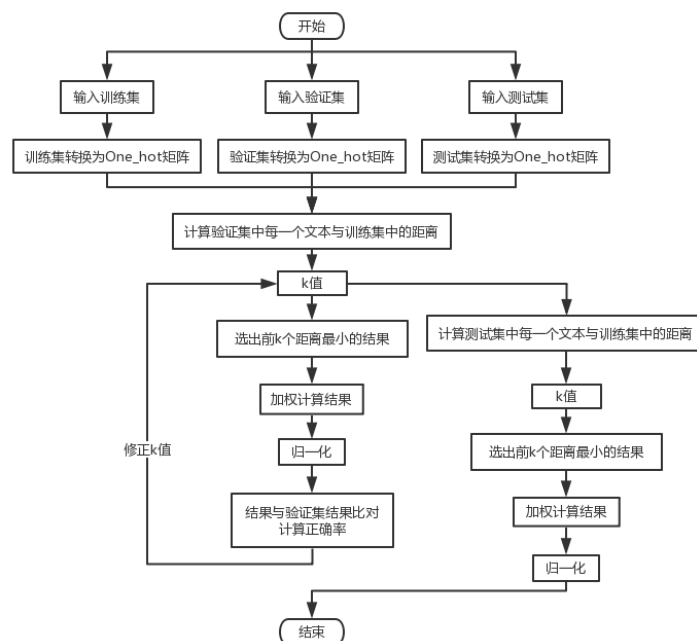 开始
输入训练集
输入验证集
输入测试集
训练集转换为One_hot矩阵
验证集转换为One_hot矩阵
测试集转换为One_hot矩阵
计算验证集中每一个文本与训练集中的距离
k值
选出前k个距离最小的结果
加权计算结果
归一化
结果与验证集结果比对
计算正确率
修正k值
计算测试集中每一个文本与训练集中的距离
k值
选出前k个距离最小的结果
加权计算结果
归一化
结束